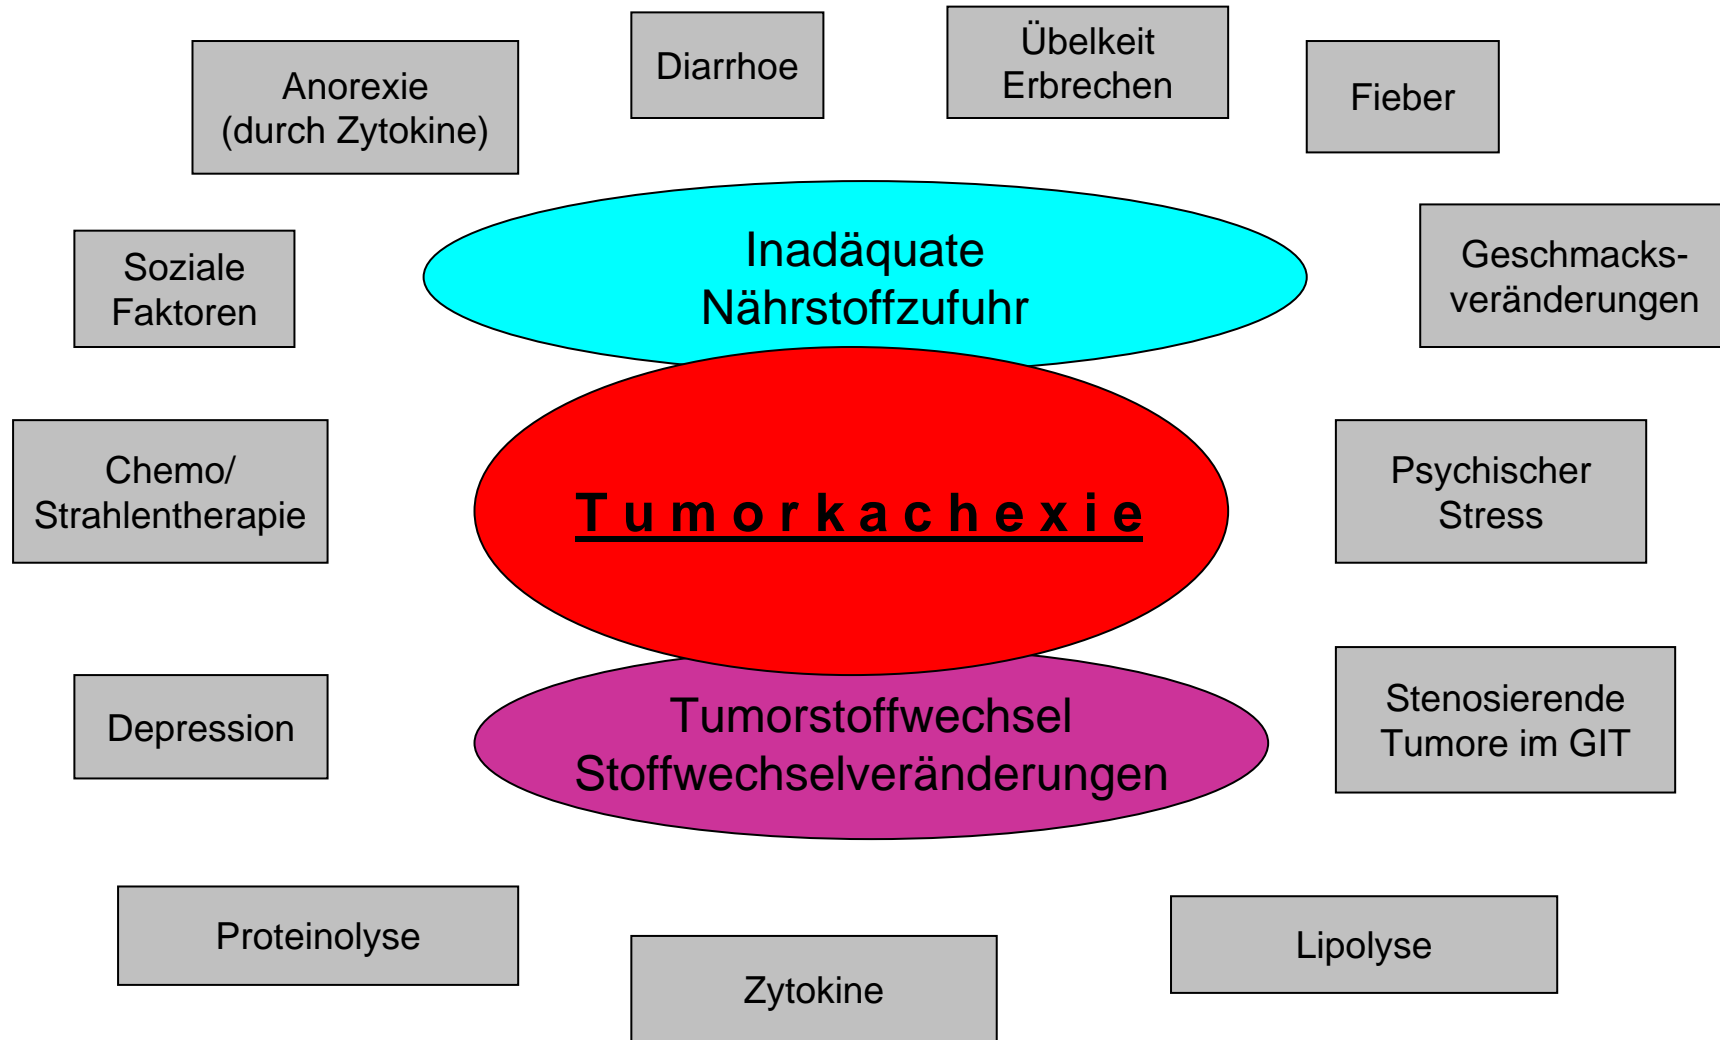 Anorexie
(durch Zytokine)
Diarrhoe
Übelkeit
Erbrechen
Fieber
Soziale
Faktoren
Inadäquate
Nährstoffzufuhr
Geschmacks-
veränderungen
Chemo/
Strahlentherapie
Tumorkachexie
Psychischer
Stress
Depression
Tumorstoffwechsel
Stoffwechselveränderungen
Stenosierende
Tumore im GIT
Proteinolyse
Zytokine
Lipolyse